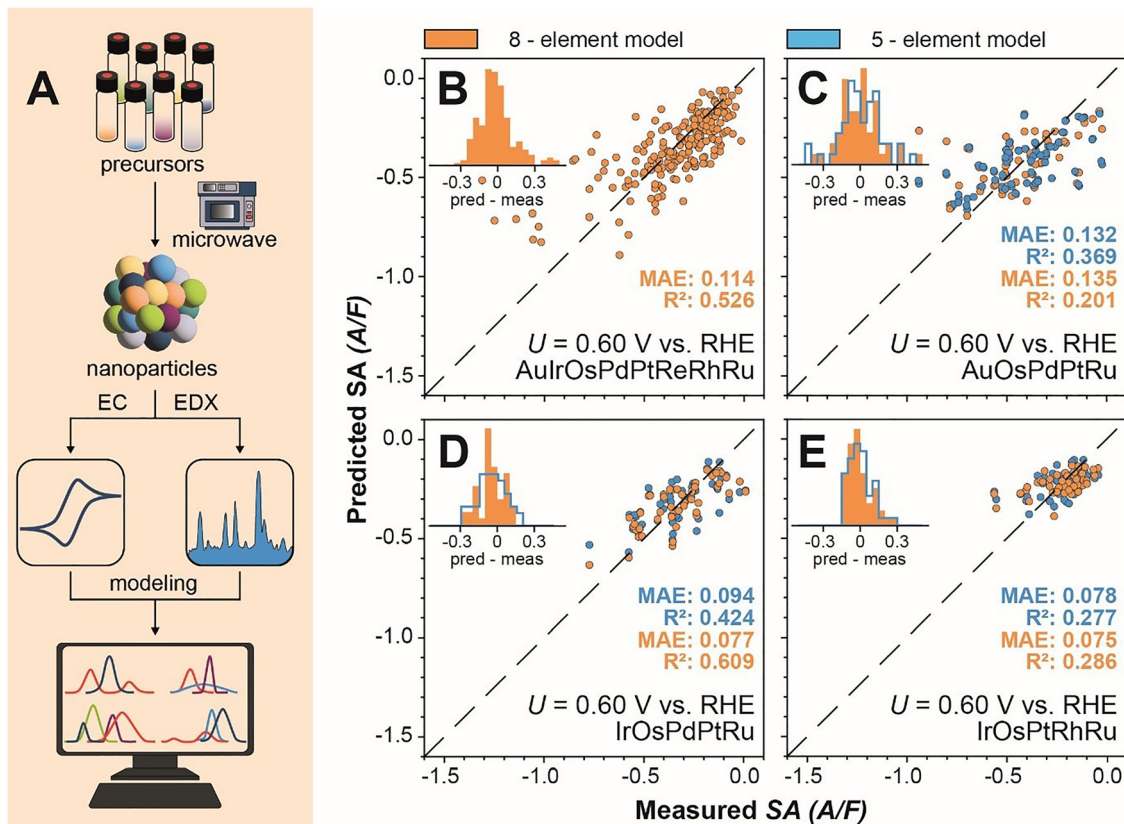 A
precursors
microwave
nanoparticles
EC
EDX
modeling
8 - element model
5 - element model
Predicted SA (A/F)
0.0
-0.5
-1.0
-1.5
B
-0.3 0 0.3
pred - meas
MAE: 0.114
R²: 0.526
U = 0.60 V vs. RHE
AuIrOsPdPtReRhRu
C
-0.3 0 0.3
pred - meas
MAE: 0.132
R²: 0.369
MAE: 0.135
R²: 0.201
U = 0.60 V vs. RHE
AuOsPdPtRu
0.0
-0.5
-1.0
-1.5
D
-0.3 0 0.3
pred - meas
MAE: 0.094
R²: 0.424
MAE: 0.077
R²: 0.609
U = 0.60 V vs. RHE
IrOsPdPtRu
E
-0.3 0 0.3
pred - meas
MAE: 0.078
R²: 0.277
MAE: 0.075
R²: 0.286
U = 0.60 V vs. RHE
IrOsPtRhRu
-1.5 -1.0 -0.5 0.0
-1.5 -1.0 -0.5 0.0
Measured SA (A/F)